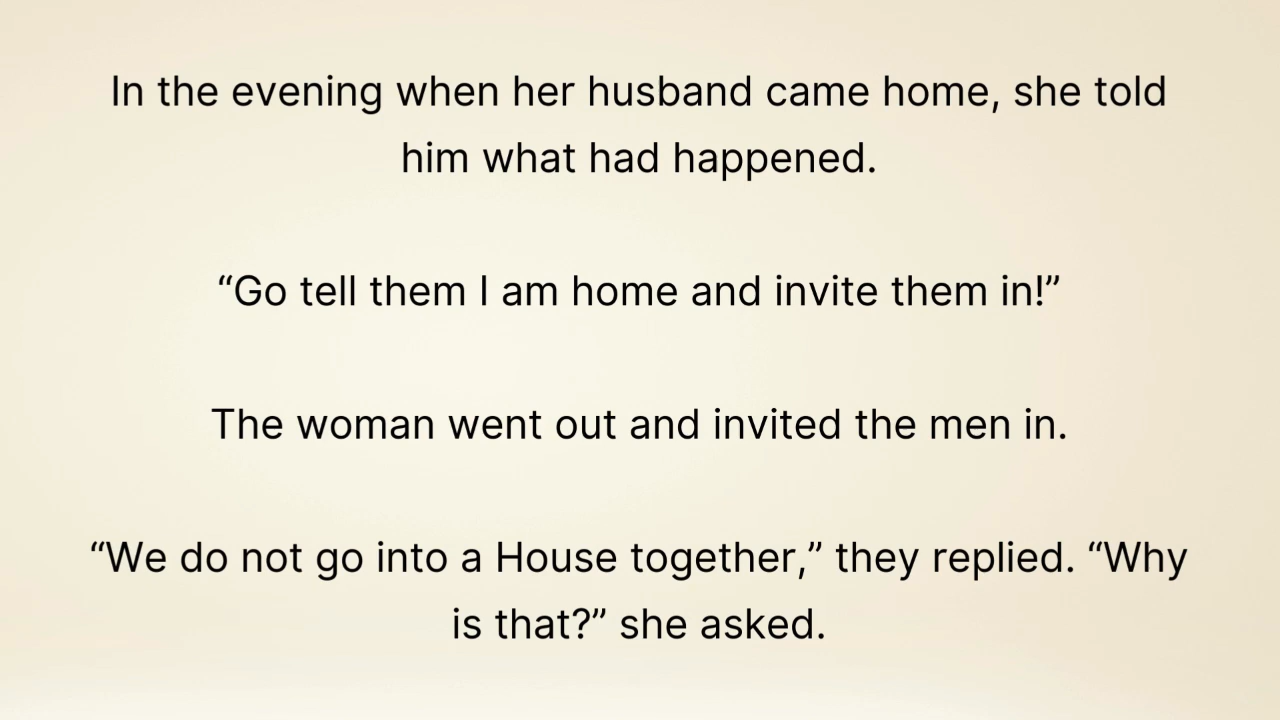 In the evening when her husband came home, she told
him what had happened.
“Go tell them I am home and invite them in!”
The woman went out and invited the men in.
“We do not go into a House together,” they replied. “Why
is that?” she asked.